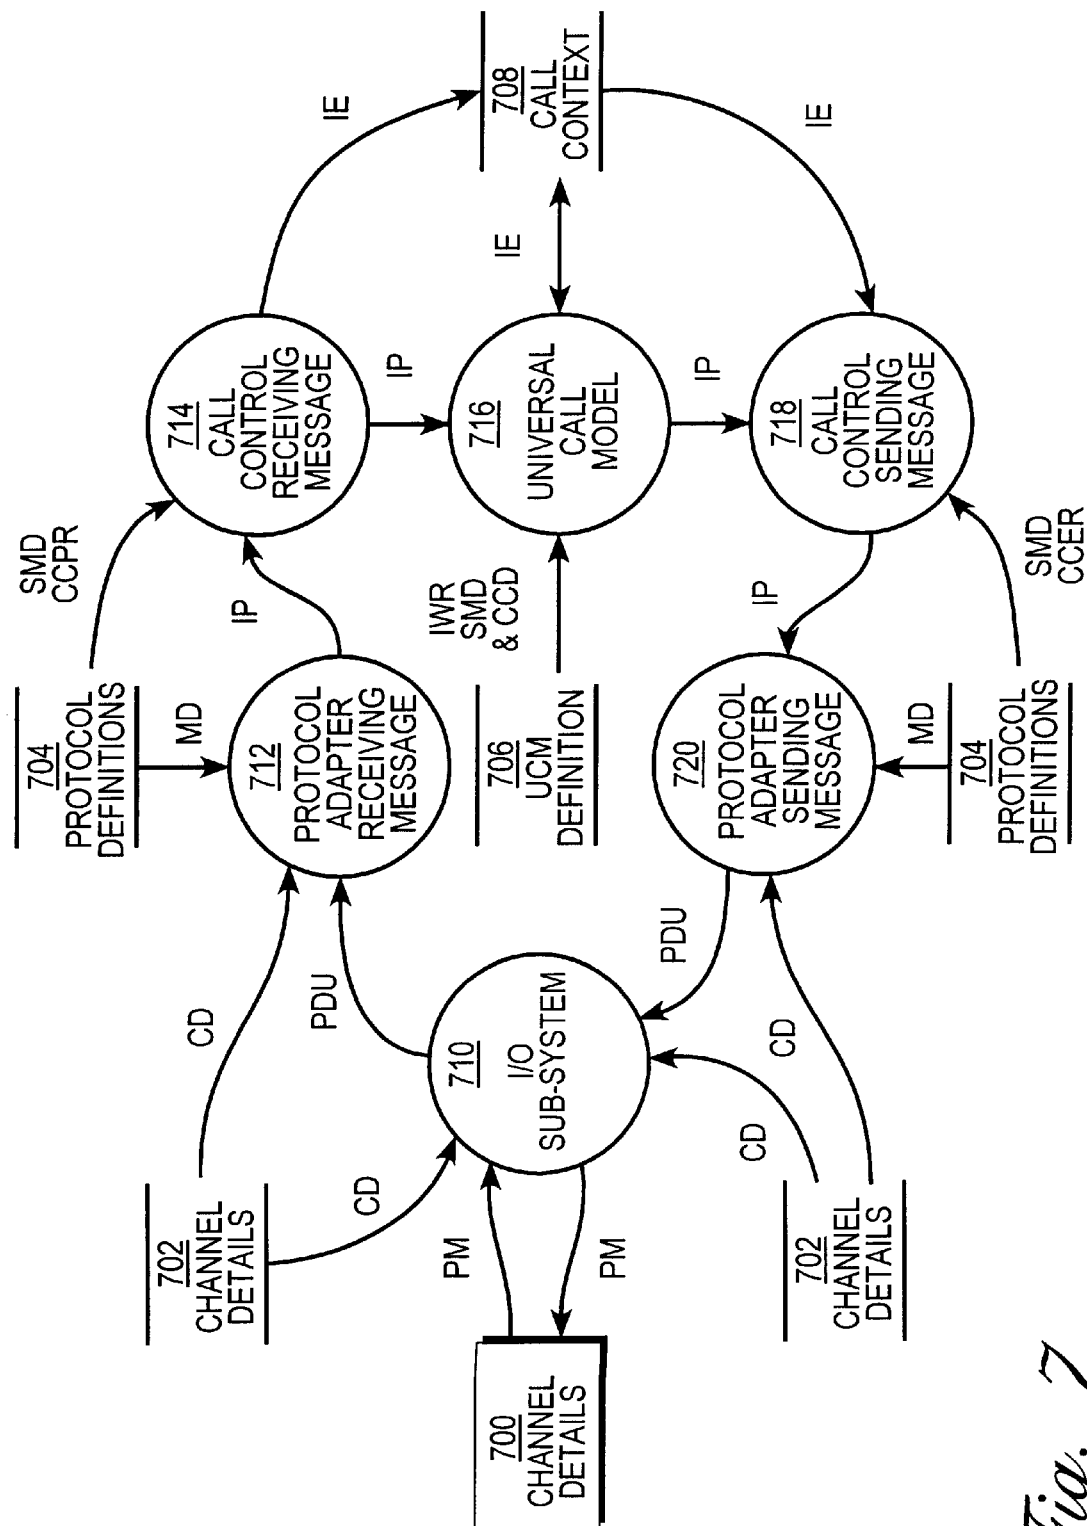 700
CHANNEL
DETAILS
PM
PM
702
CHANNEL
DETAILS
CD
CD
702
CHANNEL
DETAILS
CD
CD
710
I/O
SUB-SYSTEM
PDU
PDU
704
PROTOCOL
DEFINITIONS
MD
SMD
CCPR
712
PROTOCOL
ADAPTER
RECEIVING
MESSAGE
IP
706
UCM
DEFINITION
IWR
SMD
& CCD
720
PROTOCOL
ADAPTER
SENDING
MESSAGE
IP
704
PROTOCOL
DEFINITIONS
MD
SMD
CCER
714
CALL
CONTROL
RECEIVING
MESSAGE
IP
716
UNIVERSAL
CALL
MODEL
IP
718
CALL
CONTROL
SENDING
MESSAGE
IE
IE
IE
708
CALL
CONTEXT
Fig. 7